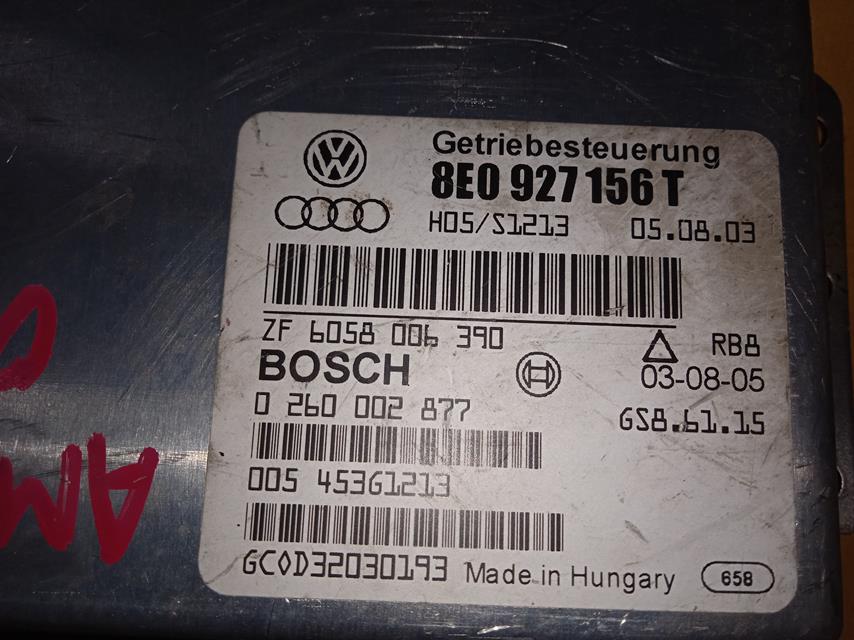 Getriebesteuerung
8E0 927 156 T
H05/S1213 05.08.03
ZF 6058 006 390
RB8
BOSCH
03-08-05
0 260 002 877
GS8.61.15
005 45361213
GC0D32030193 Made in Hungary 658
AM